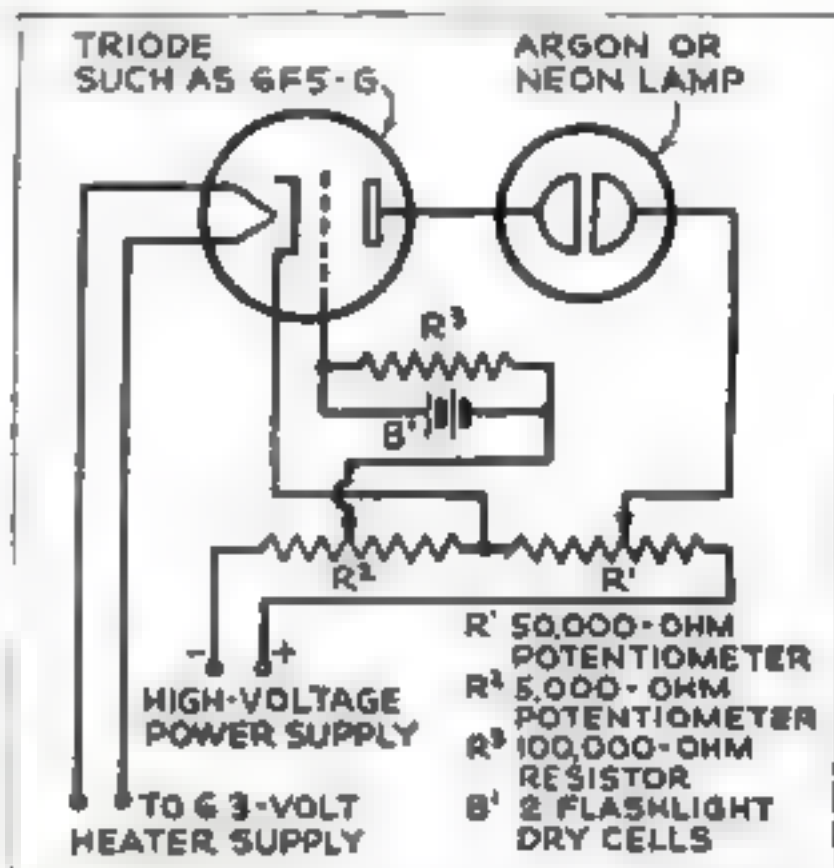 TRIODE
SUCH AS 6F5-G
ARGON OR
NEON LAMP
R³
B'
R²
R'
- +
HIGH-VOLTAGE
POWER SUPPLY
TO 6 3-VOLT
HEATER SUPPLY
R' 50,000-OHM
POTENTIOMETER
R² 5,000-OHM
POTENTIOMETER
R³ 100,000-OHM
RESISTOR
B' 2 FLASHLIGHT
DRY CELLS